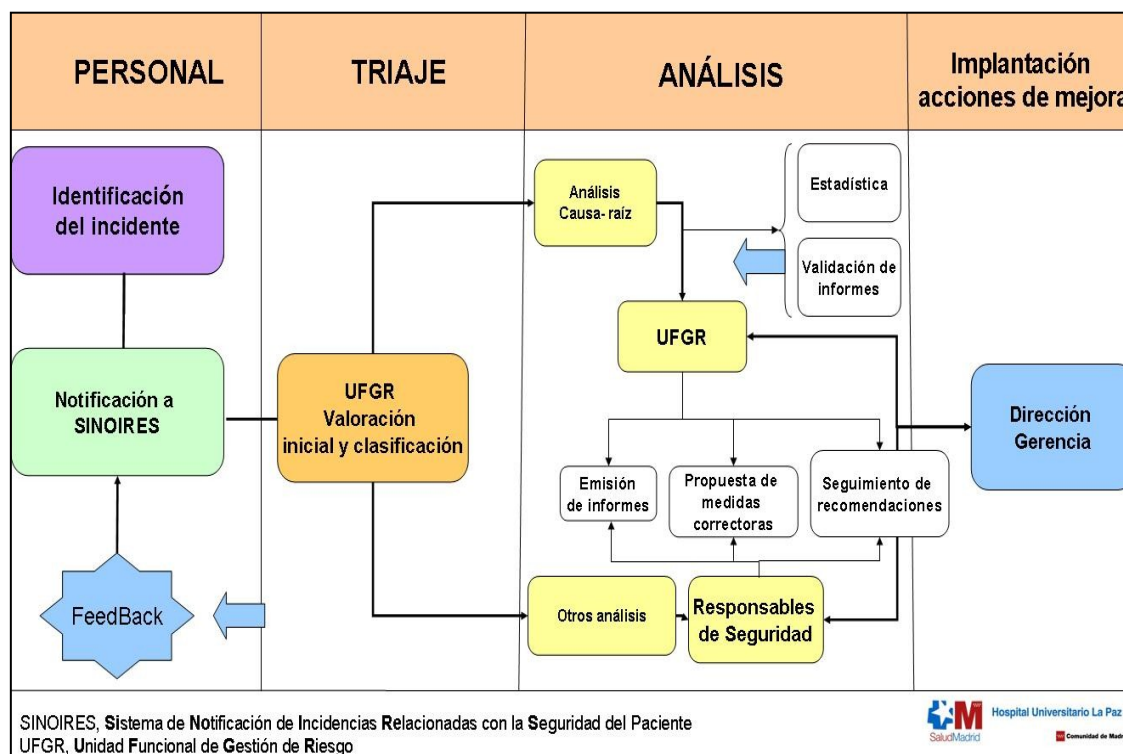 PERSONAL
TRIAJE
ANÁLISIS
Implantación
acciones de mejora
Identificación
del incidente
Notificación a
SINOIRES
FeedBack
UFGR
Valoración
inicial y clasificación
Análisis
Causa- raíz
Estadística
Validación de
informes
UFGR
Emisión
de informes
Propuesta de
medidas
correctoras
Seguimiento de
recomendaciones
Otros análisis
Responsables
de Seguridad
Dirección
Gerencia
SINOIRES, Sistema de Notificación de Incidencias Relacionadas con la Seguridad del Paciente
UFGR, Unidad Funcional de Gestión de Riesgo
SaludMadrid
Hospital Universitario La Paz
Comunidad de Madr